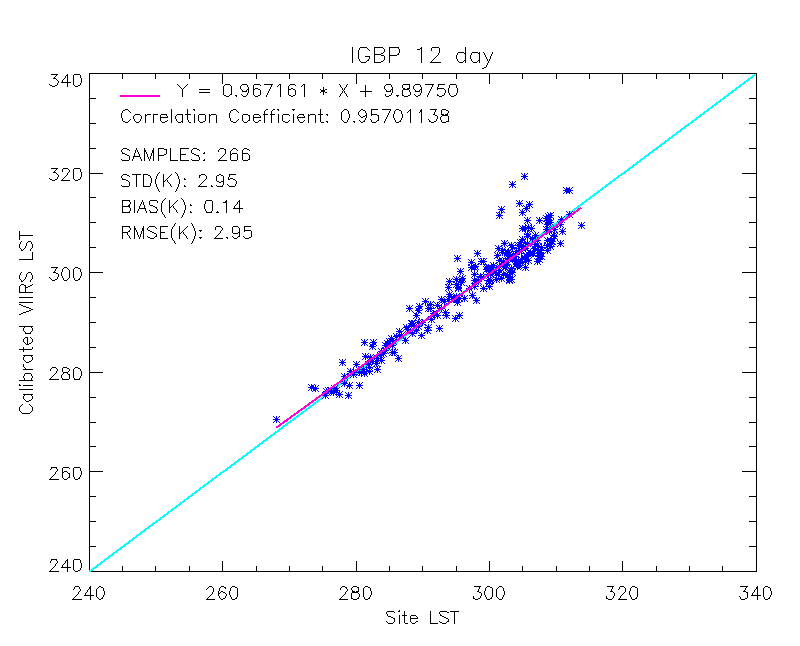 IGBP 12 day
Y = 0.967161 * X + 9.89750
Correlation Coefficient: 0.95701138
SAMPLES: 266
STD(K): 2.95
BIAS(K): 0.14
RMSE(K): 2.95
340
320
300
280
260
240
Calibrated VIIRS LST
240 260 280 300 320 340
Site LST